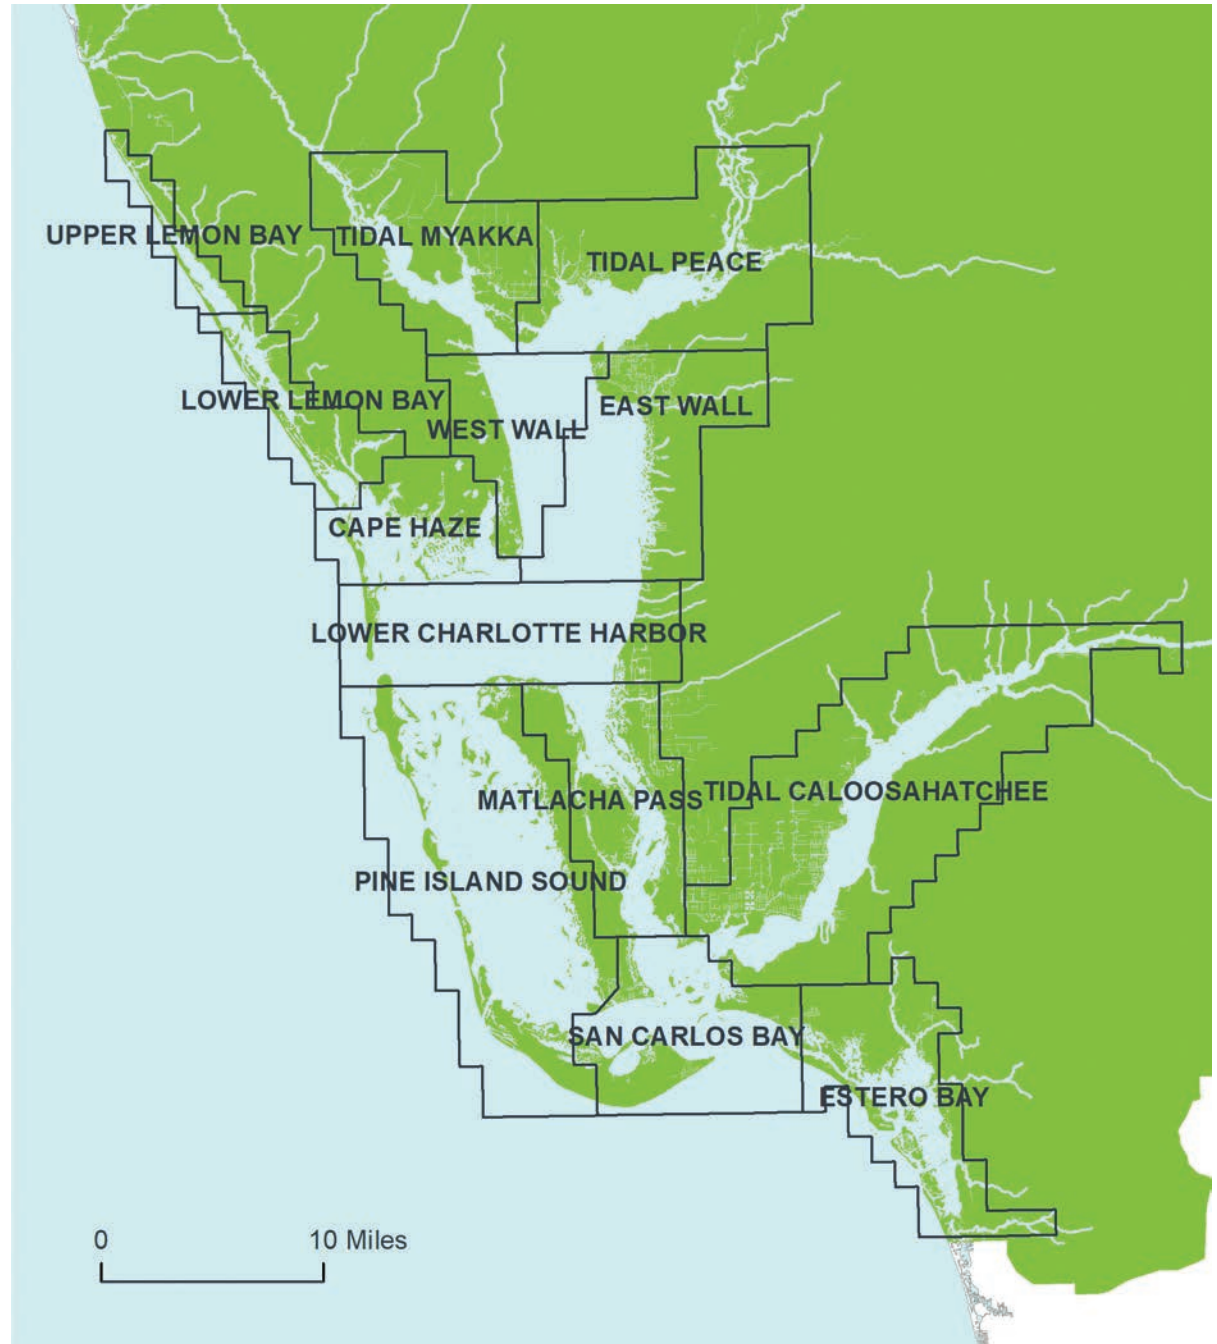 UPPER LEMON BAY
TIDAL MYAKKA
TIDAL PEACE
LOWER LEMON BAY
WEST WALL
EAST WALL
CAPE HAZE
LOWER CHARLOTTE HARBOR
MATLACHA PASS
TIDAL CALOOSAHATCHEE
PINE ISLAND SOUND
SAN CARLOS BAY
ESTERO BAY
0 10 Miles